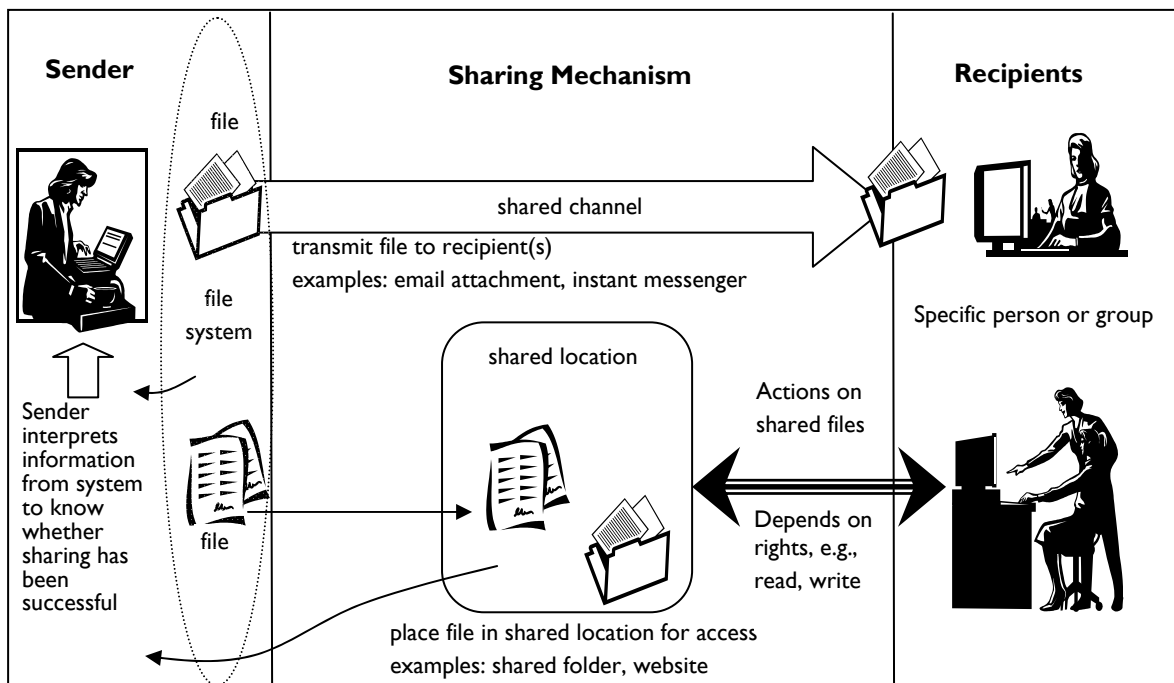 Sender
Sharing Mechanism
Recipients
file
shared channel
transmit file to recipient(s)
examples: email attachment, instant messenger
file
system
Specific person or group
shared location
Sender
interprets
information
from system
to know
whether
sharing has
been
successful
file
Actions on
shared files
Depends on
rights, e.g.,
read, write
place file in shared location for access
examples: shared folder, website